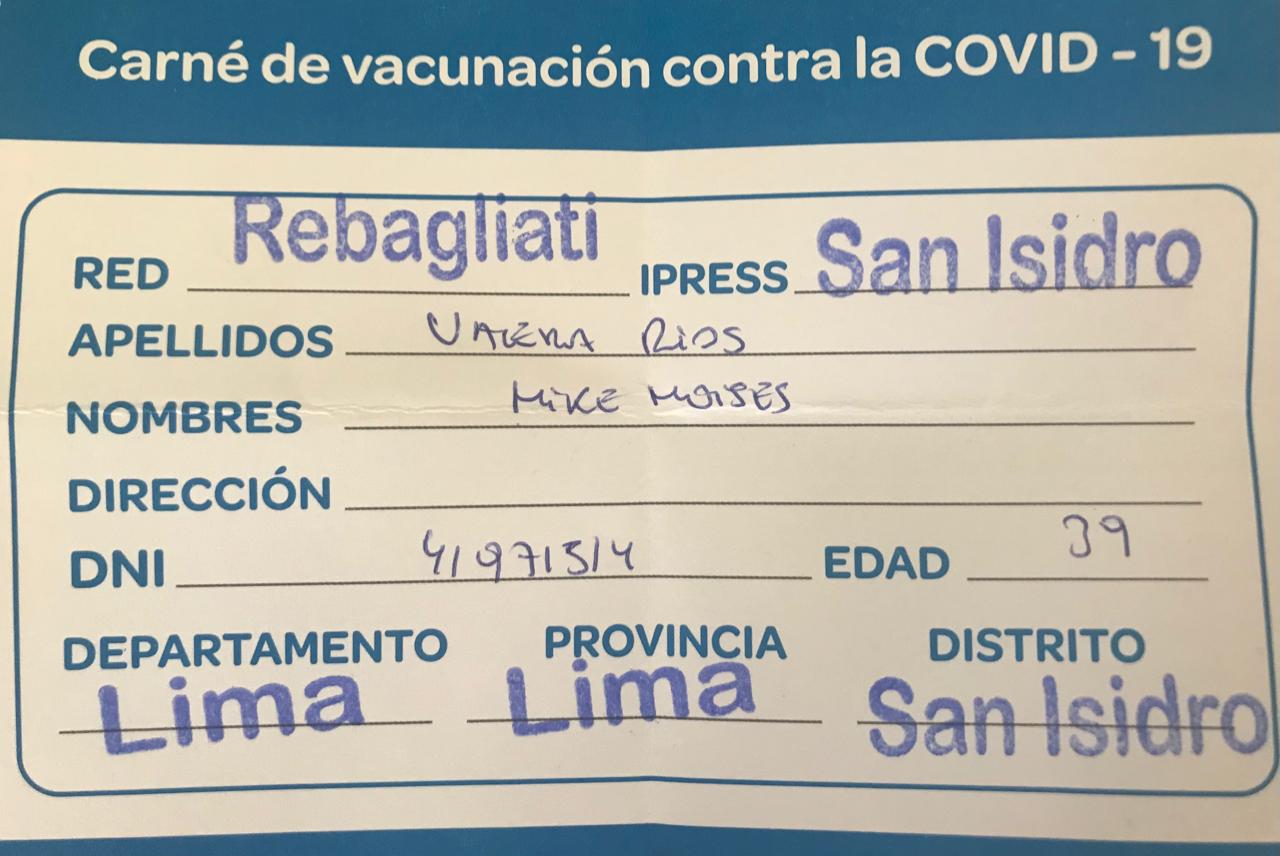 Carné de vacunación contra la COVID - 19
RED Rebagliati IPRESS San Isidro
APELLIDOS Rios
NOMBRES MIKE MOISES
DIRECCIÓN
DNI 41971514 EDAD 39
DEPARTAMENTO PROVINCIA DISTRITO
Lima Lima San Isidro